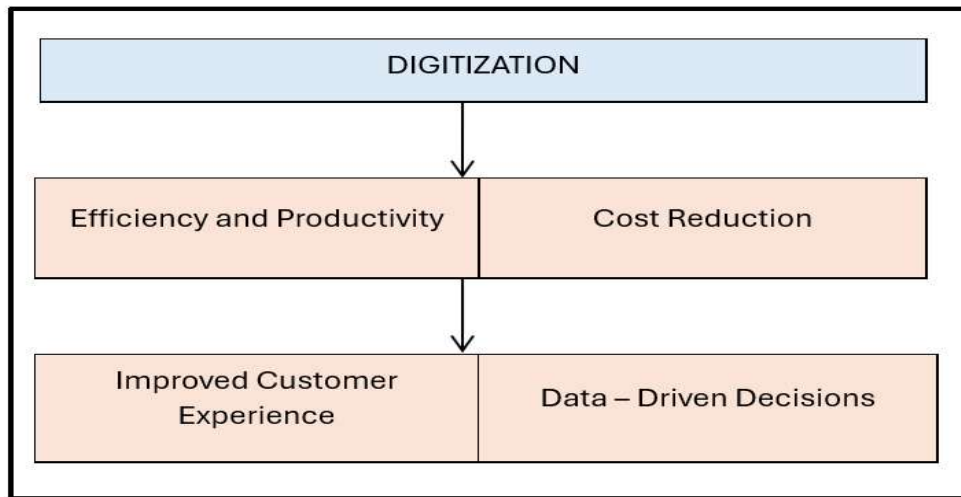 DIGITIZATION
Efficiency and Productivity
Cost Reduction
Improved Customer
Experience
Data – Driven Decisions